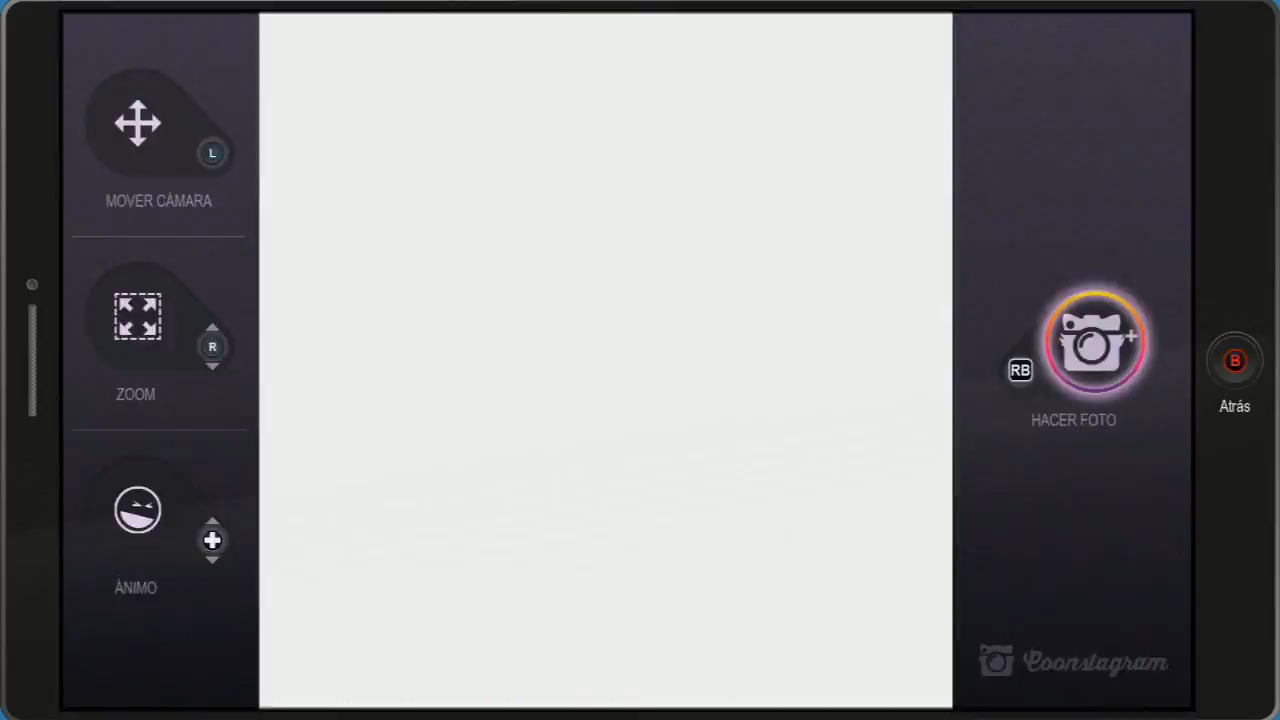 L
MOVER CÁMARA
R
ZOOM
ÁNIMO
RB
HACER FOTO
B
Atrás
Coonstagram